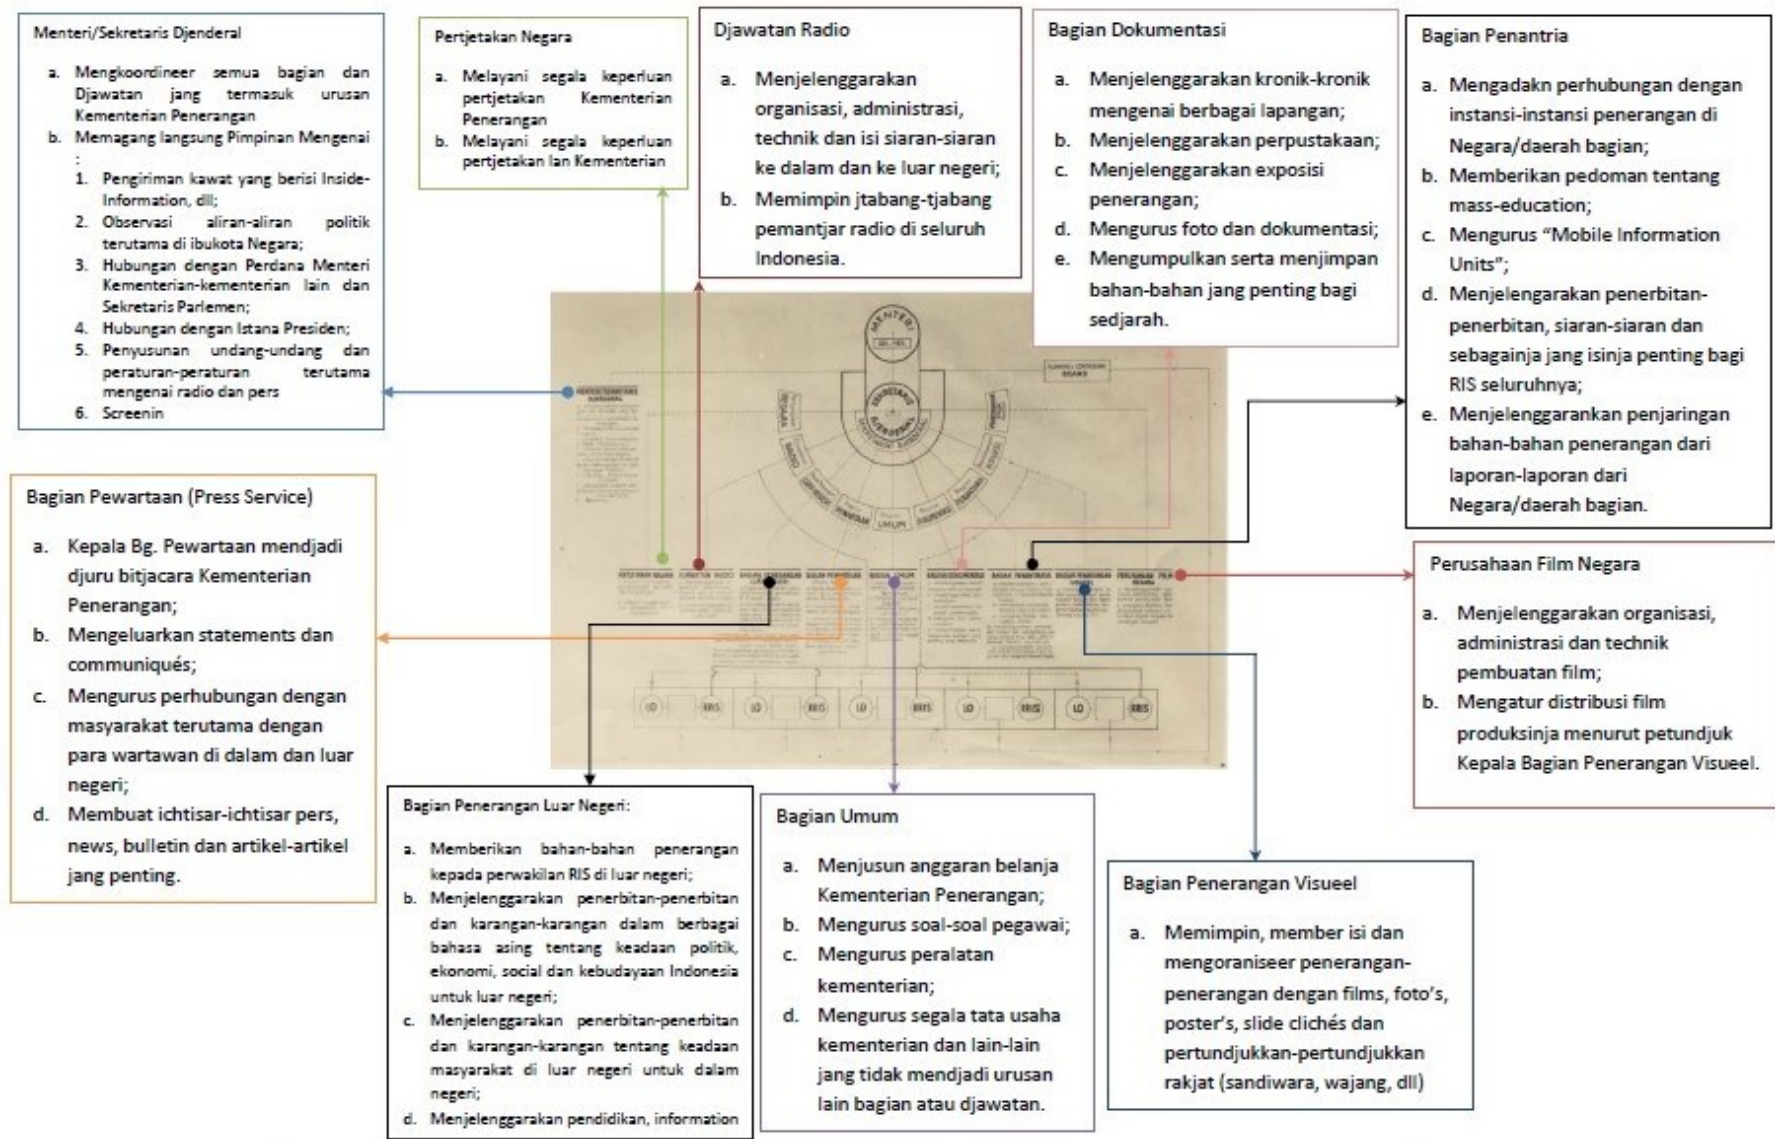 Menteri/Sekretaris Djenderal
a. Mengkoordineer semua bagian dan
Djawatan jang termasuk urusan
Kementerian Penerangan
b. Memagang langsung Pimpinan Mengenai
:
1. Pengiriman kawat yang berisi Inside-
Information, dll;
2. Observasi aliran-aliran politik
terutama di ibukota Negara;
3. Hubungan dengan Perdana Menteri
Kementerian-kementerian lain dan
Sekretaris Parlemen;
4. Hubungan dengan Istana Presiden;
5. Penyusunan undang-undang dan
peraturan-peraturan terutama
mengenai radio dan pers
6. Screenin
Pertjetakan Negara
a. Melayani segala keperluan
pertjetakan Kementerian
Penerangan
b. Melayani segala keperluan
pertjetakan lan Kementerian
Djawatan Radio
a. Menjelenggarakan
organisasi, administrasi,
technik dan isi siaran-siaran
ke dalam dan ke luar negeri;
b. Memimpin jtabang-tjabang
pemantjar radio di seluruh
Indonesia.
Bagian Dokumentasi
a. Menjelenggarakan kronik-kronik
mengenai berbagai lapangan;
b. Menjelenggarakan perpustakaan;
c. Menjelenggarakan exposisi
penerangan;
d. Mengurus foto dan dokumentasi;
e. Mengumpulkan serta menjimpan
bahan-bahan jang penting bagi
sedjarah.
Bagian Penantria
a. Mengadakn perhubungan dengan
instansi-instansi penerangan di
Negara/daerah bagian;
b. Memberikan pedoman tentang
mass-education;
c. Mengurus “Mobile Information
Units”;
d. Menjelengarakan penerbitan-
penerbitan, siaran-siaran dan
sebagainja jang isinja penting bagi
RIS seluruhnya;
e. Menjelenggarankan penjaringan
bahan-bahan penerangan dari
laporan-laporan dari
Negara/daerah bagian.
MENTERI
SEKRETARIS
DJENDERAL
UMUM
LO RRIS LO RRIS LO RRIS LO RRIS LO RRIS
Bagian Pewartaan (Press Service)
a. Kepala Bg. Pewartaan mendjadi
djuru bitjacara Kementerian
Penerangan;
b. Mengeluarkan statements dan
communiqués;
c. Mengurus perhubungan dengan
masyarakat terutama dengan
para wartawan di dalam dan luar
negeri;
d. Membuat ichtisar-ichtisar pers,
news, bulletin dan artikel-artikel
jang penting.
Bagian Penerangan Luar Negeri:
a. Memberikan bahan-bahan penerangan
kepada perwakilan RIS di luar negeri;
b. Menjelenggarakan penerbitan-penerbitan
dan karangan-karangan dalam berbagai
bahasa asing tentang keadaan politik,
ekonomi, social dan kebudayaan Indonesia
untuk luar negeri;
c. Menjelenggarakan penerbitan-penerbitan
dan karangan-karangan tentang keadaan
masyarakat di luar negeri untuk dalam
negeri;
d. Menjelenggarakan pendidikan, information
Bagian Umum
a. Menjusun anggaran belanja
Kementerian Penerangan;
b. Mengurus soal-soal pegawai;
c. Mengurus peralatan
kementerian;
d. Mengurus segala tata usaha
kementerian dan lain-lain
jang tidak mendjadi urusan
lain bagian atau djawatan.
Perusahaan Film Negara
a. Menjelenggarakan organisasi,
administrasi dan technik
pembuatan film;
b. Mengatur distribusi film
produksinja menurut petundjuk
Kepala Bagian Penerangan Visueel.
Bagian Penerangan Visueel
a. Memimpin, member isi dan
mengoraniseer penerangan-
penerangan dengan films, foto’s,
poster’s, slide clichés dan
pertundjukkan-pertundjukkan
rakjat (sandiwara, wajang, dll)